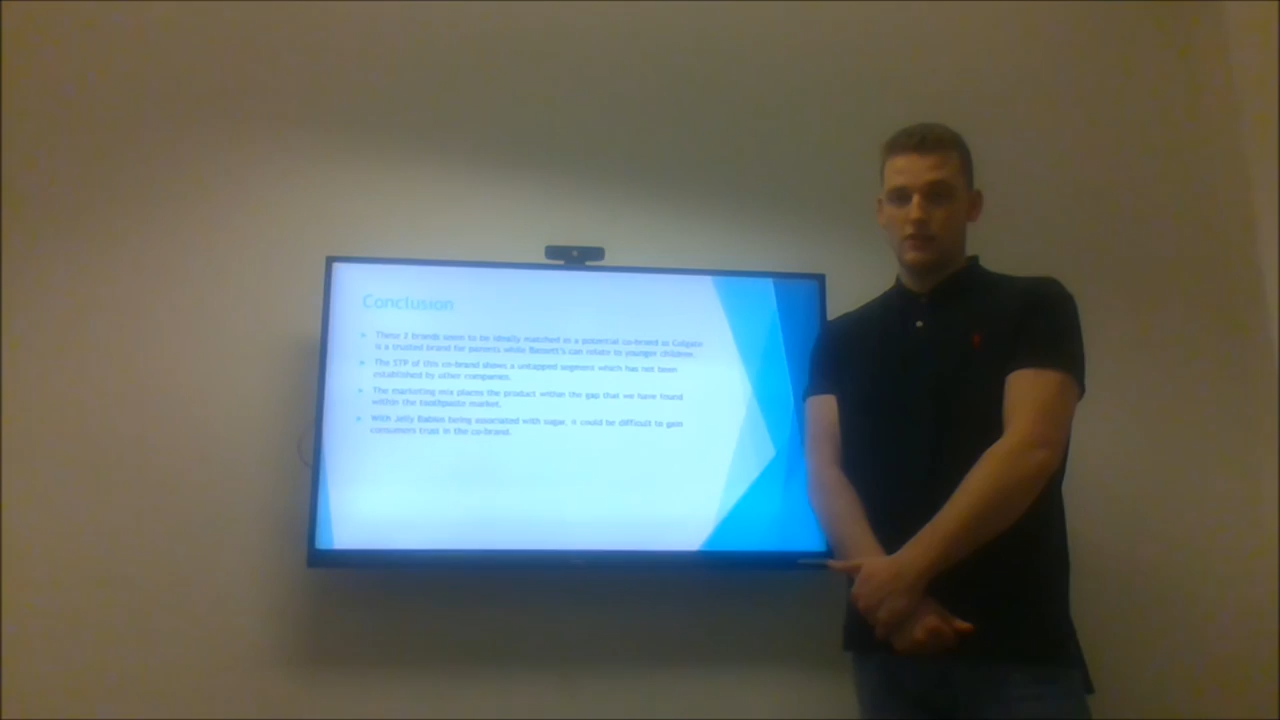 Conclusion
These 2 brands seem to be ideally matched as a potential co-brand as Colgate
is a trusted brand for parents while Bassett's can relate to younger children.
The STP of this co-brand shows a untapped segment which has not been
established by other companies.
The marketing mix places the product within the gap that we have found
within the toothpaste market.
With Jelly Babies being associated with sugar, it could be difficult to gain
consumers trust in the co-brand.